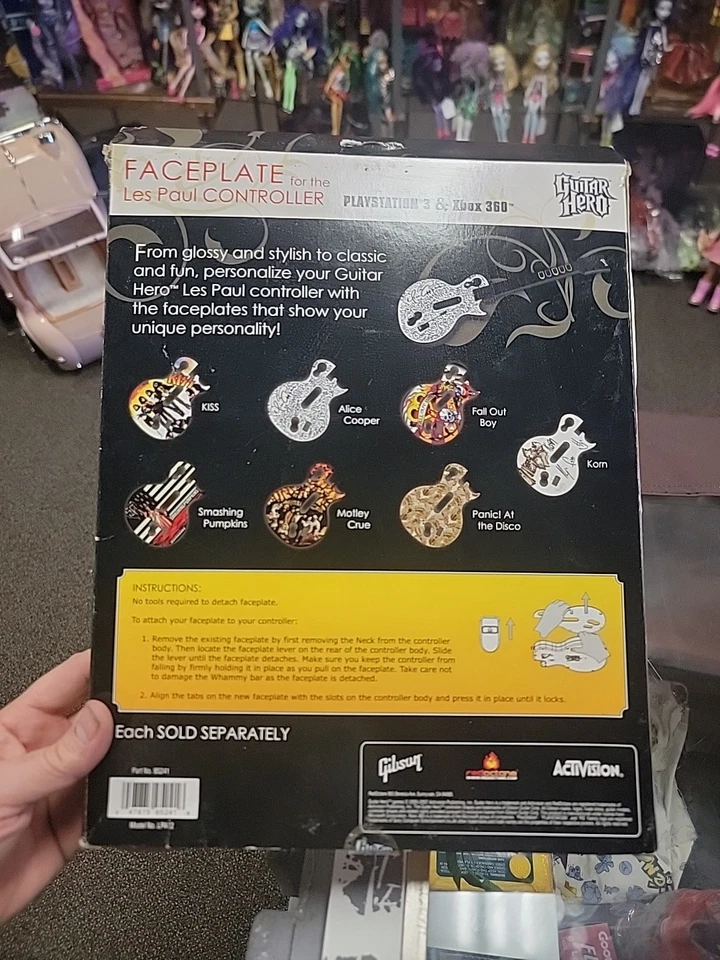 FACEPLATE for the
Les Paul CONTROLLER
PLAYSTATION 3 & Xbox 360™
GUITAR
HERO
From glossy and stylish to classic
and fun, personalize your Guitar
Hero™ Les Paul controller with
the faceplates that show your
unique personality!
KISS
Alice
Cooper
Fall Out
Boy
Korn
Smashing
Pumpkins
Motley
Crue
Panic! At
the Disco
INSTRUCTIONS:
No tools required to detach faceplate.
To attach your faceplate to your controller:
1. Remove the existing faceplate by first removing the Neck from the controller
body. Then locate the faceplate lever on the rear of the controller body. Slide
the lever until the faceplate detaches. Make sure you keep the controller from
falling by firmly holding it in place as you pull on the faceplate. Take care not
to damage the Whammy bar as the faceplate is detached.
2. Align the tabs on the new faceplate with the slots on the controller body and press it in place until it locks.
Each SOLD SEPARATELY
Part No. 85241
Gibson
redoctane
ACTIVISION.